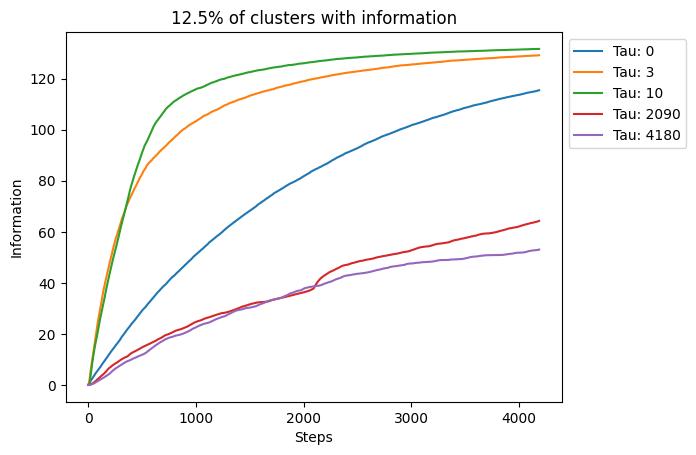 12.5% of clusters with information
Information
120
100
80
60
40
20
0
0 1000 2000 3000 4000
Steps
Tau: 0
Tau: 3
Tau: 10
Tau: 2090
Tau: 4180